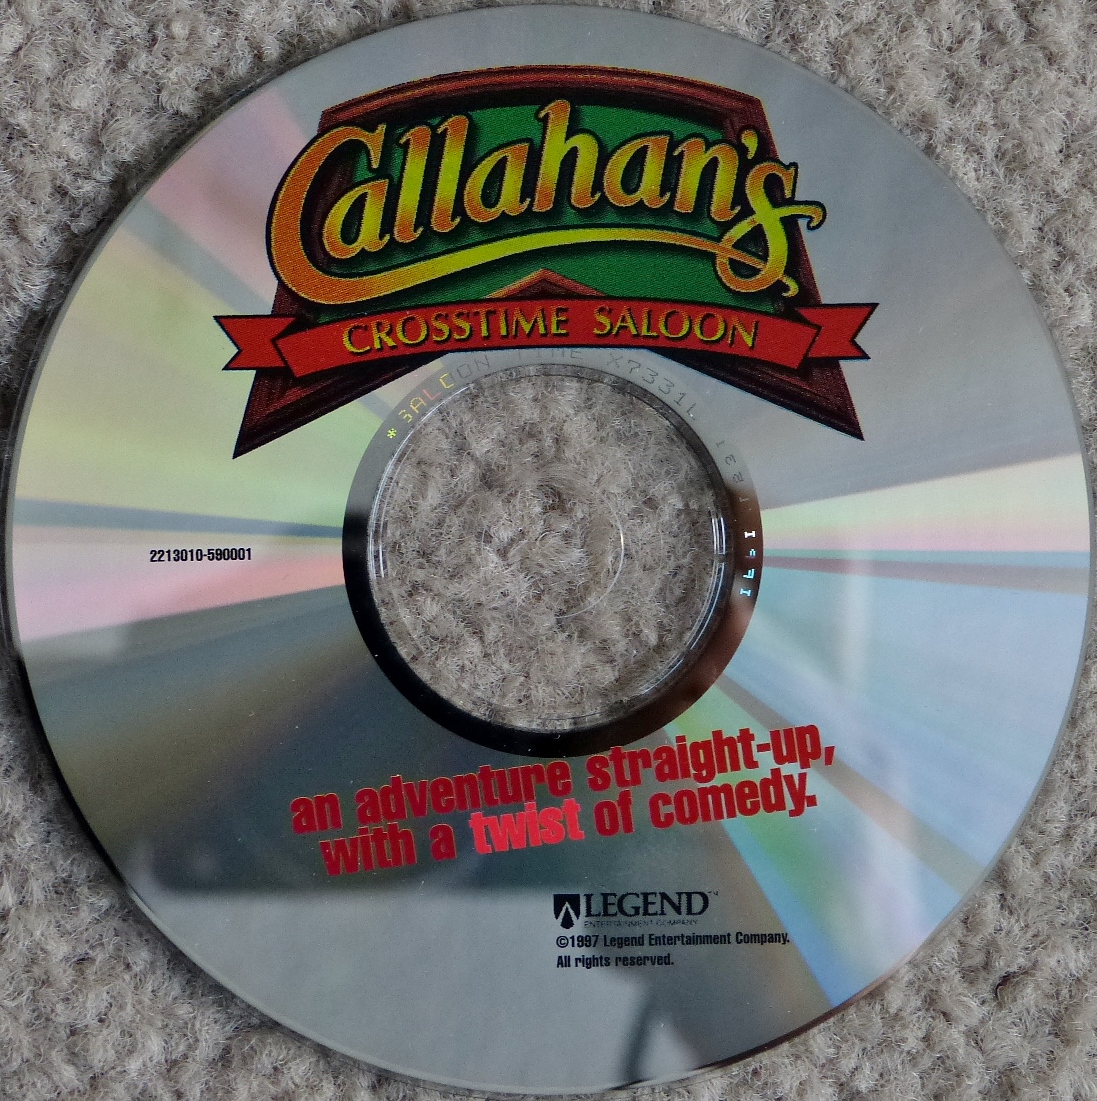 Callahan's
CROSSTIME SALOON
2213010-590001
an adventure straight-up,
with a twist of comedy.
LEGEND™
ENTERTAINMENT COMPANY
©1997 Legend Entertainment Company.
All rights reserved.